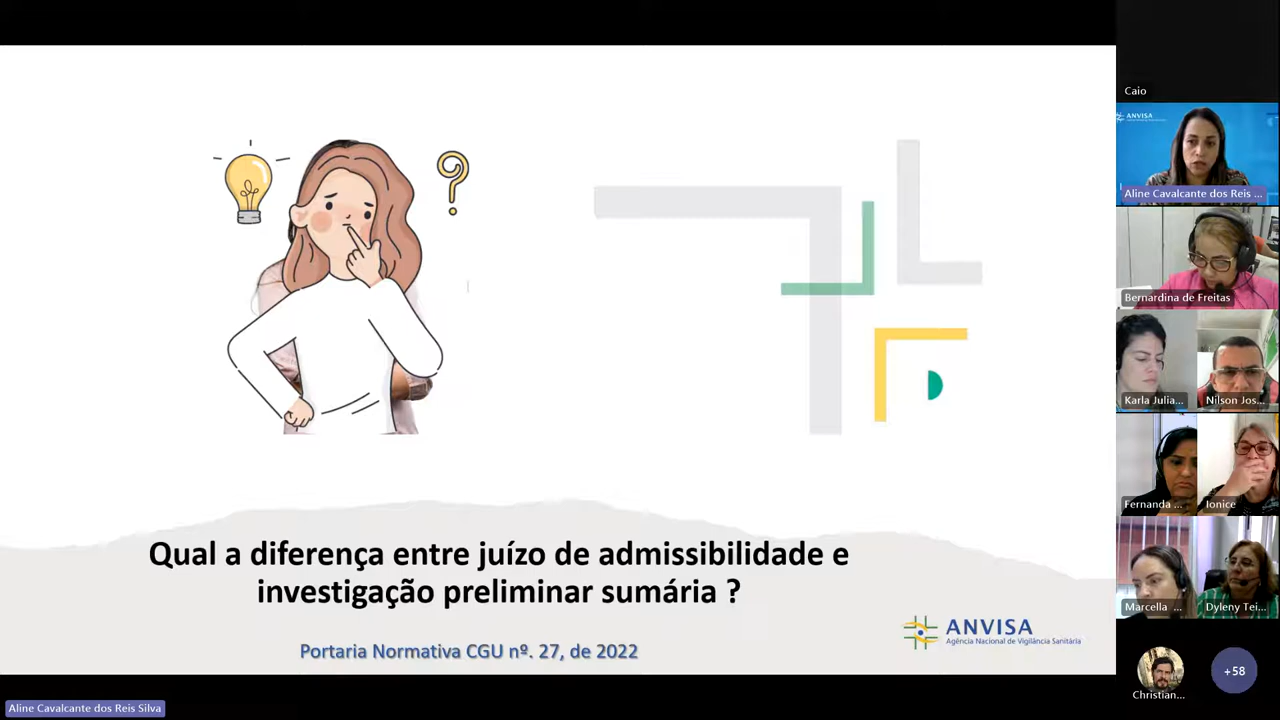 Caio
ANVISA
Aline Cavalcante dos Reis ...
Bernardina de Freitas
Karla Julia...
Nilson Jos...
Fernanda ...
Ionice
Marcella ...
Dyleny Tei...
Christian...
+58
?
Qual a diferença entre juízo de admissibilidade e
investigação preliminar sumária ?
Portaria Normativa CGU nº. 27, de 2022
ANVISA
Agência Nacional de Vigilância Sanitária
Aline Cavalcante dos Reis Silva